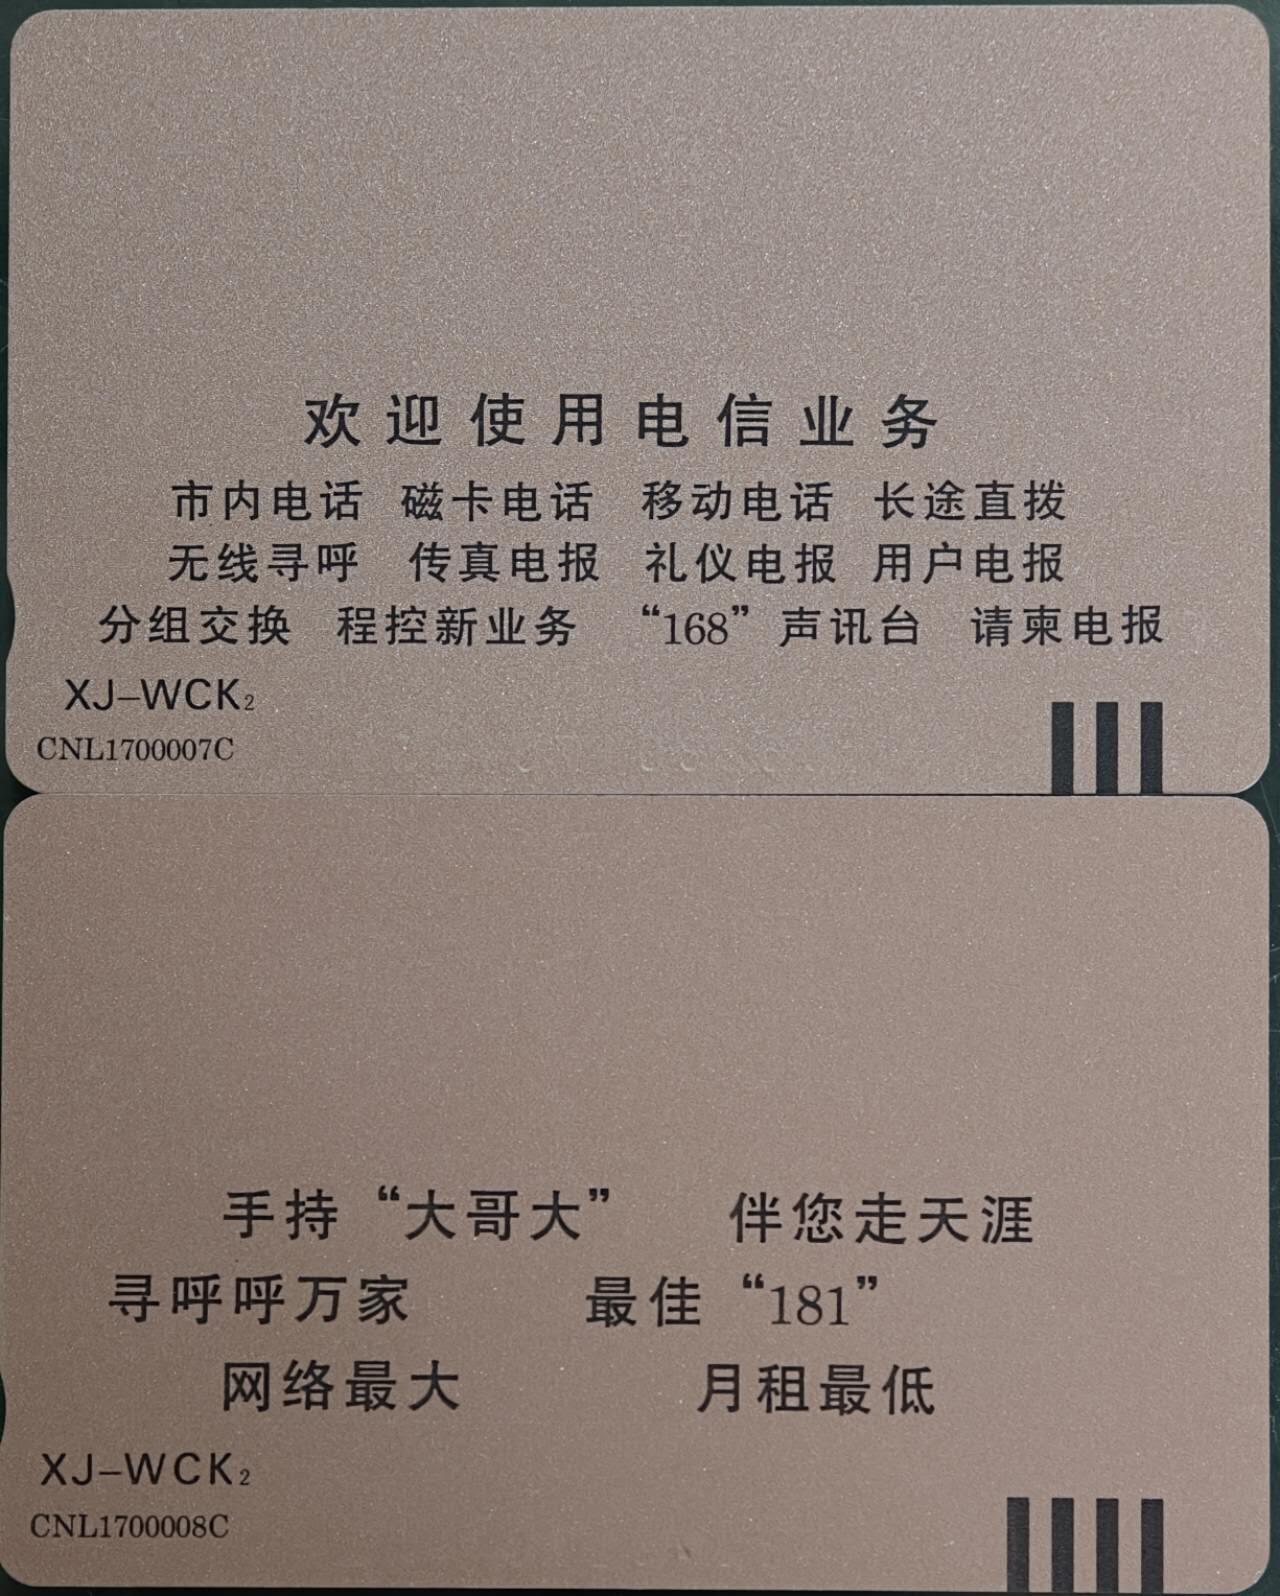 欢迎使用电信业务
市内电话 磁卡电话 移动电话 长途直拨
无线寻呼 传真电报 礼仪电报 用户电报
分组交换 程控新业务 “168”声讯台 请柬电报
XJ-WCK₂
CNL1700007C
手持“大哥大” 伴您走天涯
寻呼呼万家 最佳“181”
网络最大 月租最低
XJ-WCK₂
CNL1700008C